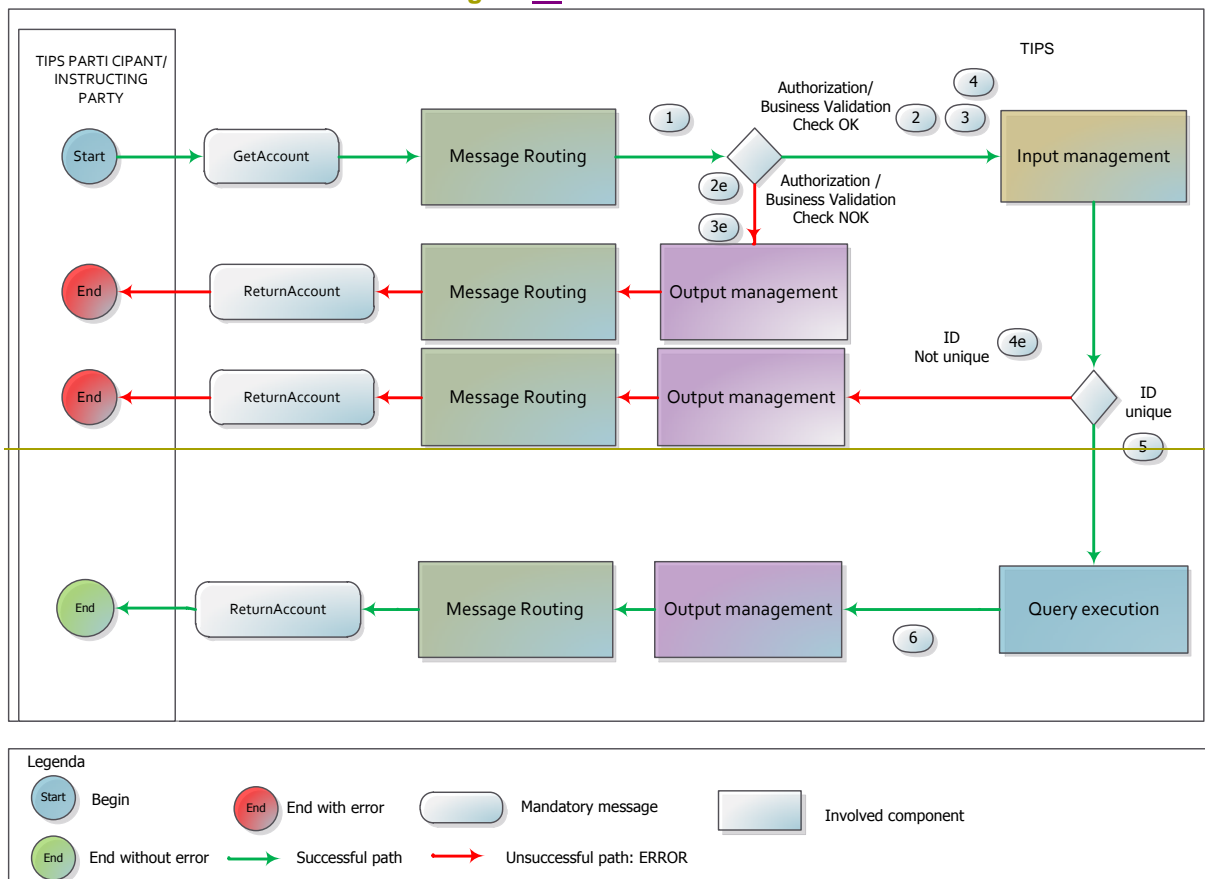 TIPS PARTI CIPANT/
INSTRUCTING
PARTY
TIPS
Start
GetAccount
Message Routing
1
Authorization/
Business Validation
Check OK
2
3
4
Input management
2e
3e
Authorization /
Business Validation
Check NOK
End
ReturnAccount
Message Routing
Output management
ID
Not unique
4e
End
ReturnAccount
Message Routing
Output management
ID
unique
5
End
ReturnAccount
Message Routing
Output management
6
Query execution
Legenda
Start
Begin
End
End with error
Mandatory message
Involved component
End
End without error
Successful path
Unsuccessful path: ERROR